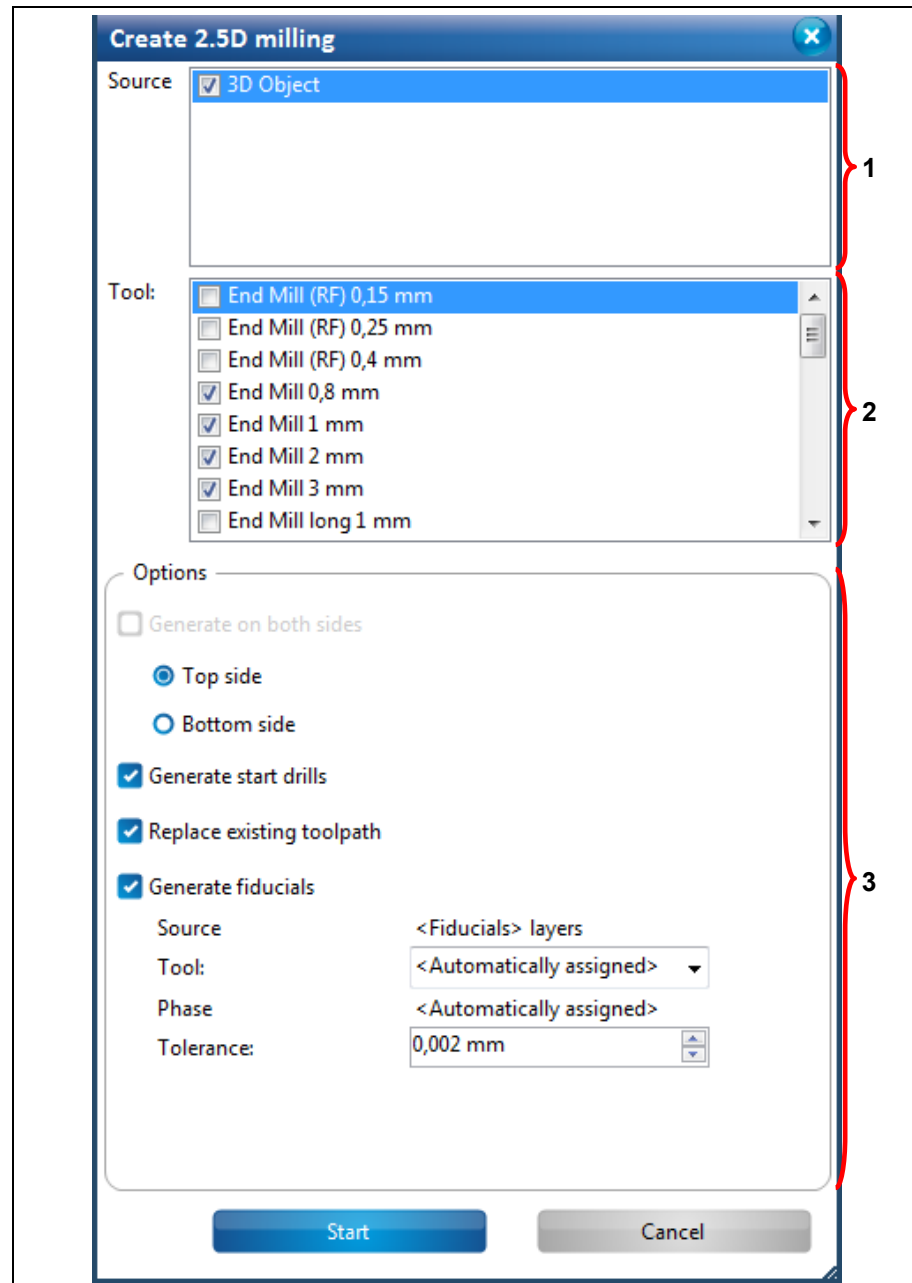 Create 2.5D milling
Source
3D Object
1
Tool:
End Mill (RF) 0,15 mm
End Mill (RF) 0,25 mm
End Mill (RF) 0,4 mm
End Mill 0,8 mm
End Mill 1 mm
End Mill 2 mm
End Mill 3 mm
End Mill long 1 mm
2
Options
Generate on both sides
Top side
Bottom side
Generate start drills
Replace existing toolpath
Generate fiducials
3
Source <Fiducials> layers
Tool: <Automatically assigned>
Phase <Automatically assigned>
Tolerance: 0,002 mm
Start Cancel